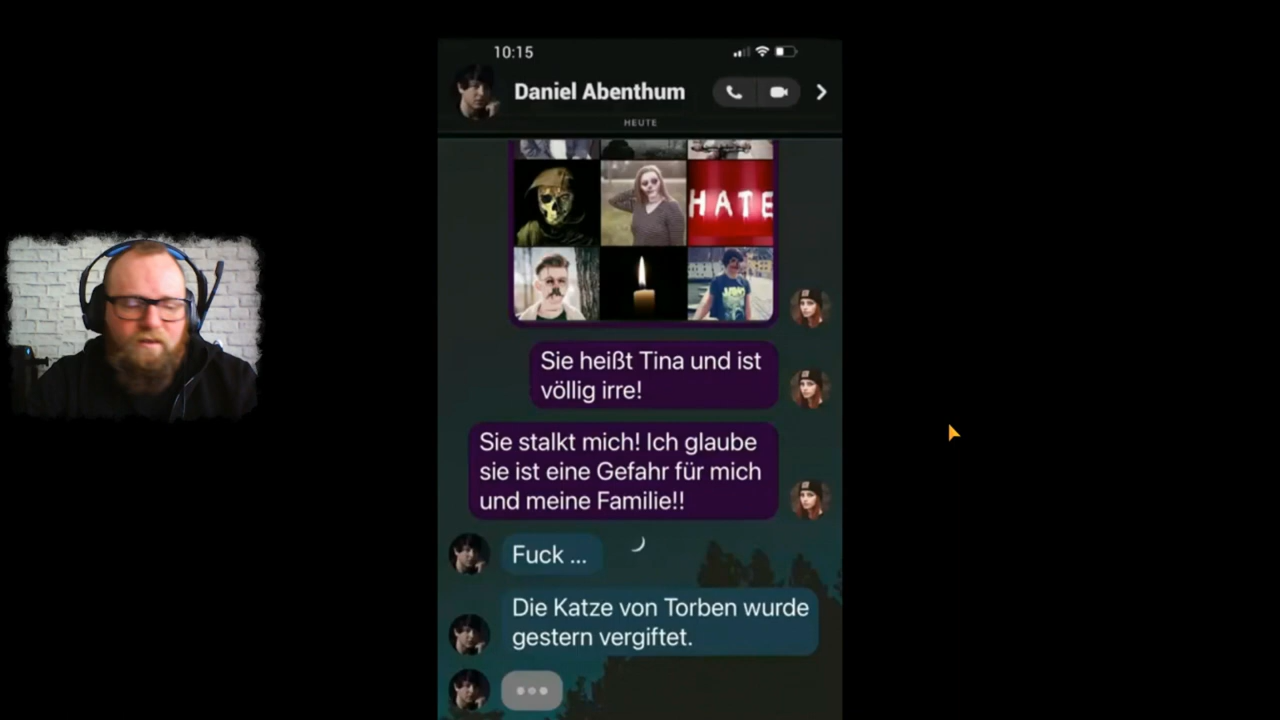 10:15
Daniel Abenthum
HEUTE
HATE
Sie heißt Tina und ist
völlig irre!
Sie stalkt mich! Ich glaube
sie ist eine Gefahr für mich
und meine Familie!!
Fuck ...
Die Katze von Torben wurde
gestern vergiftet.